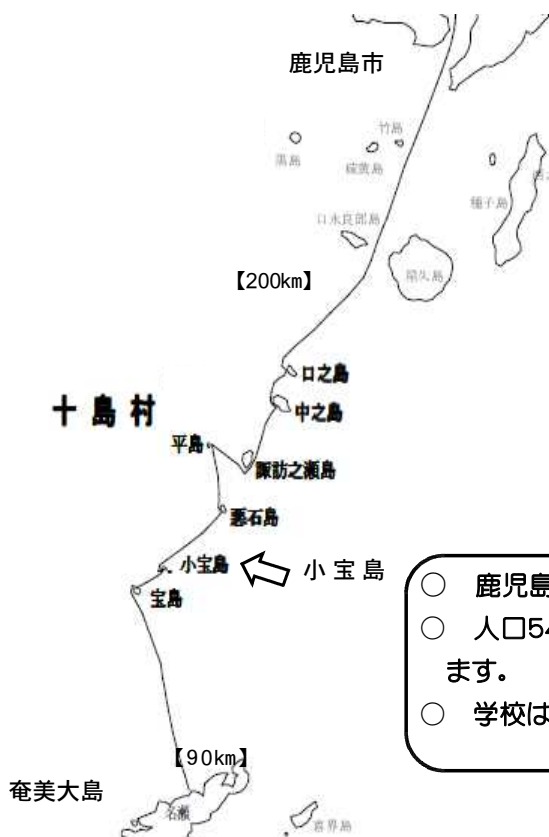 鹿児島市
竹島
黒島
硫黄島
種子島
口永良部島
屋久島
【200km】
口之島
中之島
十島村
平島
諏訪之瀬島
悪石島
小宝島
小宝島
宝島
○ 鹿児島
○ 人口54
ます。
○ 学校は
【90km】
奄美大島
名瀬
喜界島